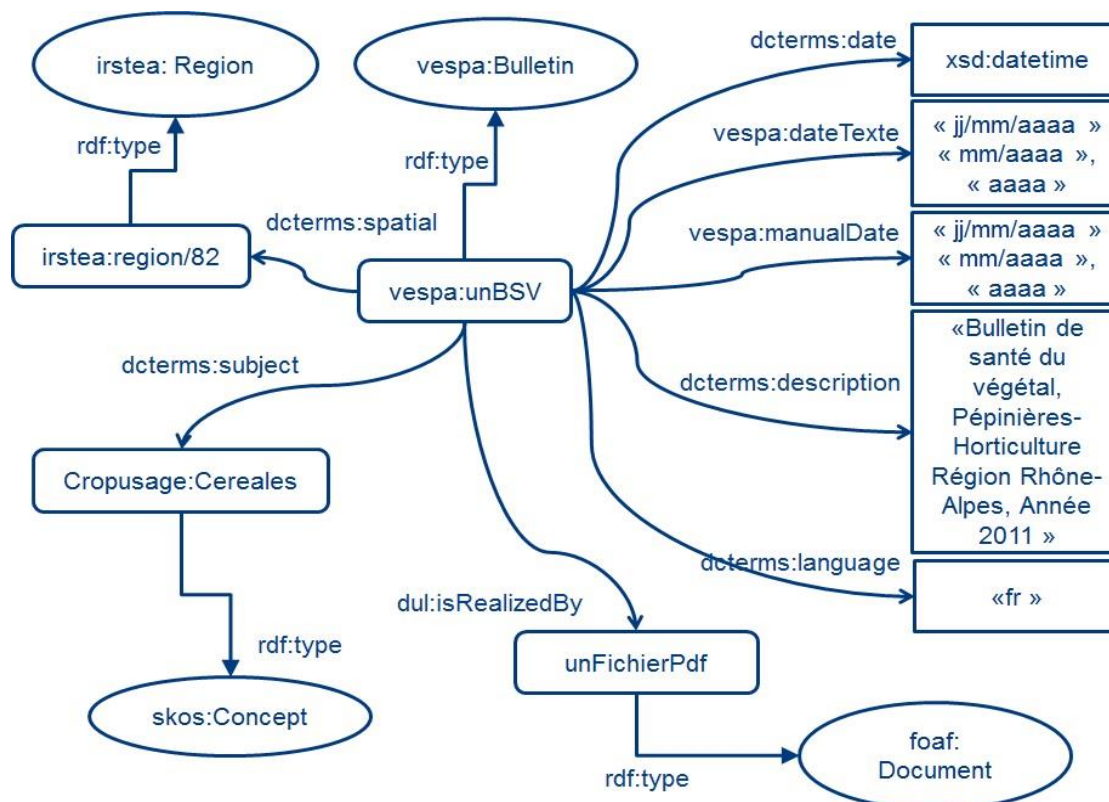 irstea: Region
vespa:Bulletin
dcterms:date
xsd:datetime
rdf:type
rdf:type
vespa:dateTexte
« jj/mm/aaaa »
« mm/aaaa »,
« aaaa »
dcterms:spatial
irstea:region/82
vespa:unBSV
vespa:manualDate
« jj/mm/aaaa »
« mm/aaaa »,
« aaaa »
dcterms:subject
dcterms:description
«Bulletin de
santé du
végétal,
Pépinières-
Horticulture
Région Rhône-
Alpes, Année
2011 »
Cropusage:Cereales
dcterms:language
«fr »
dul:isRealizedBy
unFichierPdf
rdf:type
skos:Concept
rdf:type
foaf:
Document